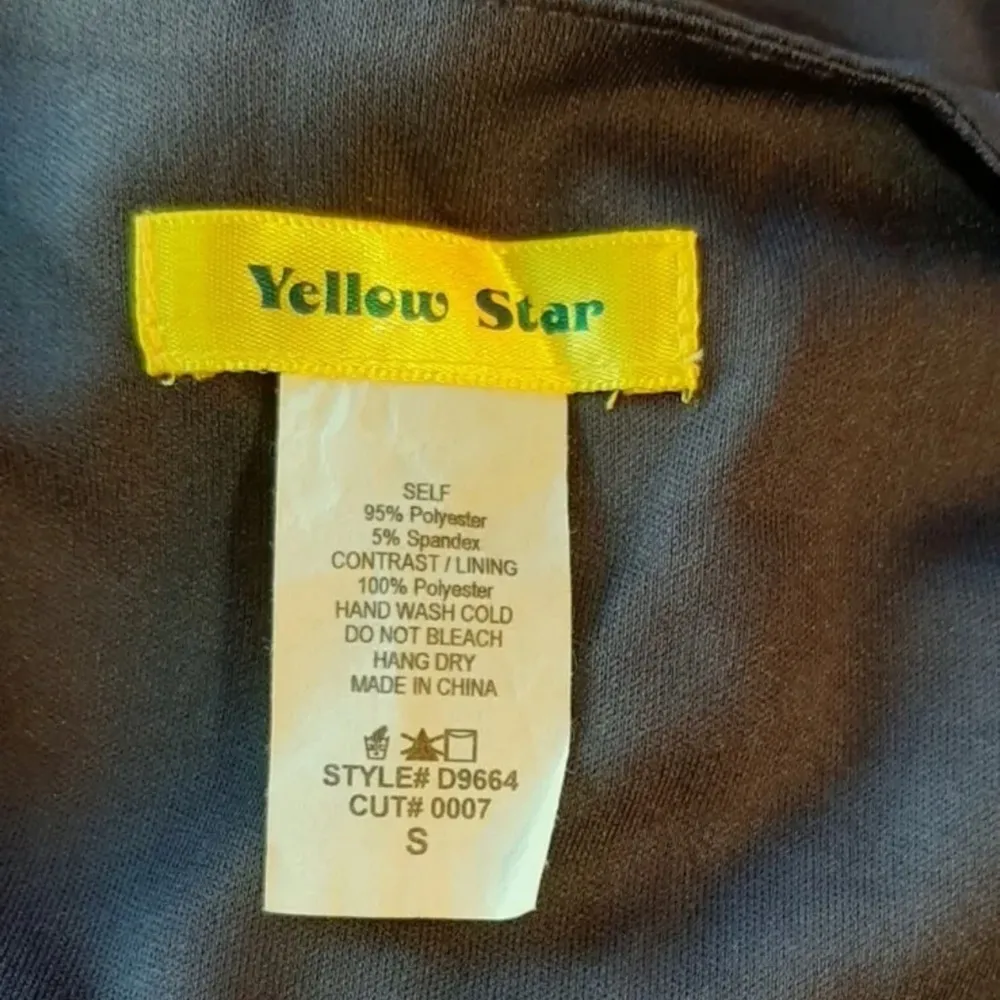 Yellow Star
SELF
95% Polyester
5% Spandex
CONTRAST / LINING
100% Polyester
HAND WASH COLD
DO NOT BLEACH
HANG DRY
MADE IN CHINA
STYLE# D9664
CUT# 0007
S